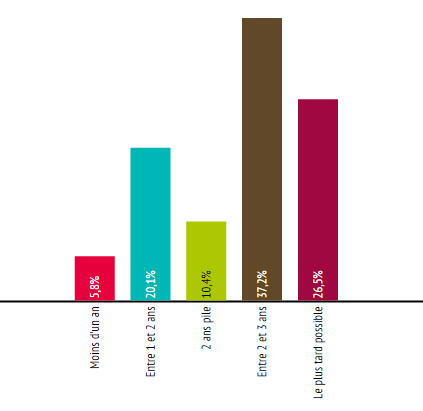 5,8%
20,1%
10,4%
37,2%
26,5%
Moins d'un an
Entre 1 et 2 ans
2 ans pile
Entre 2 et 3 ans
Le plus tard possible